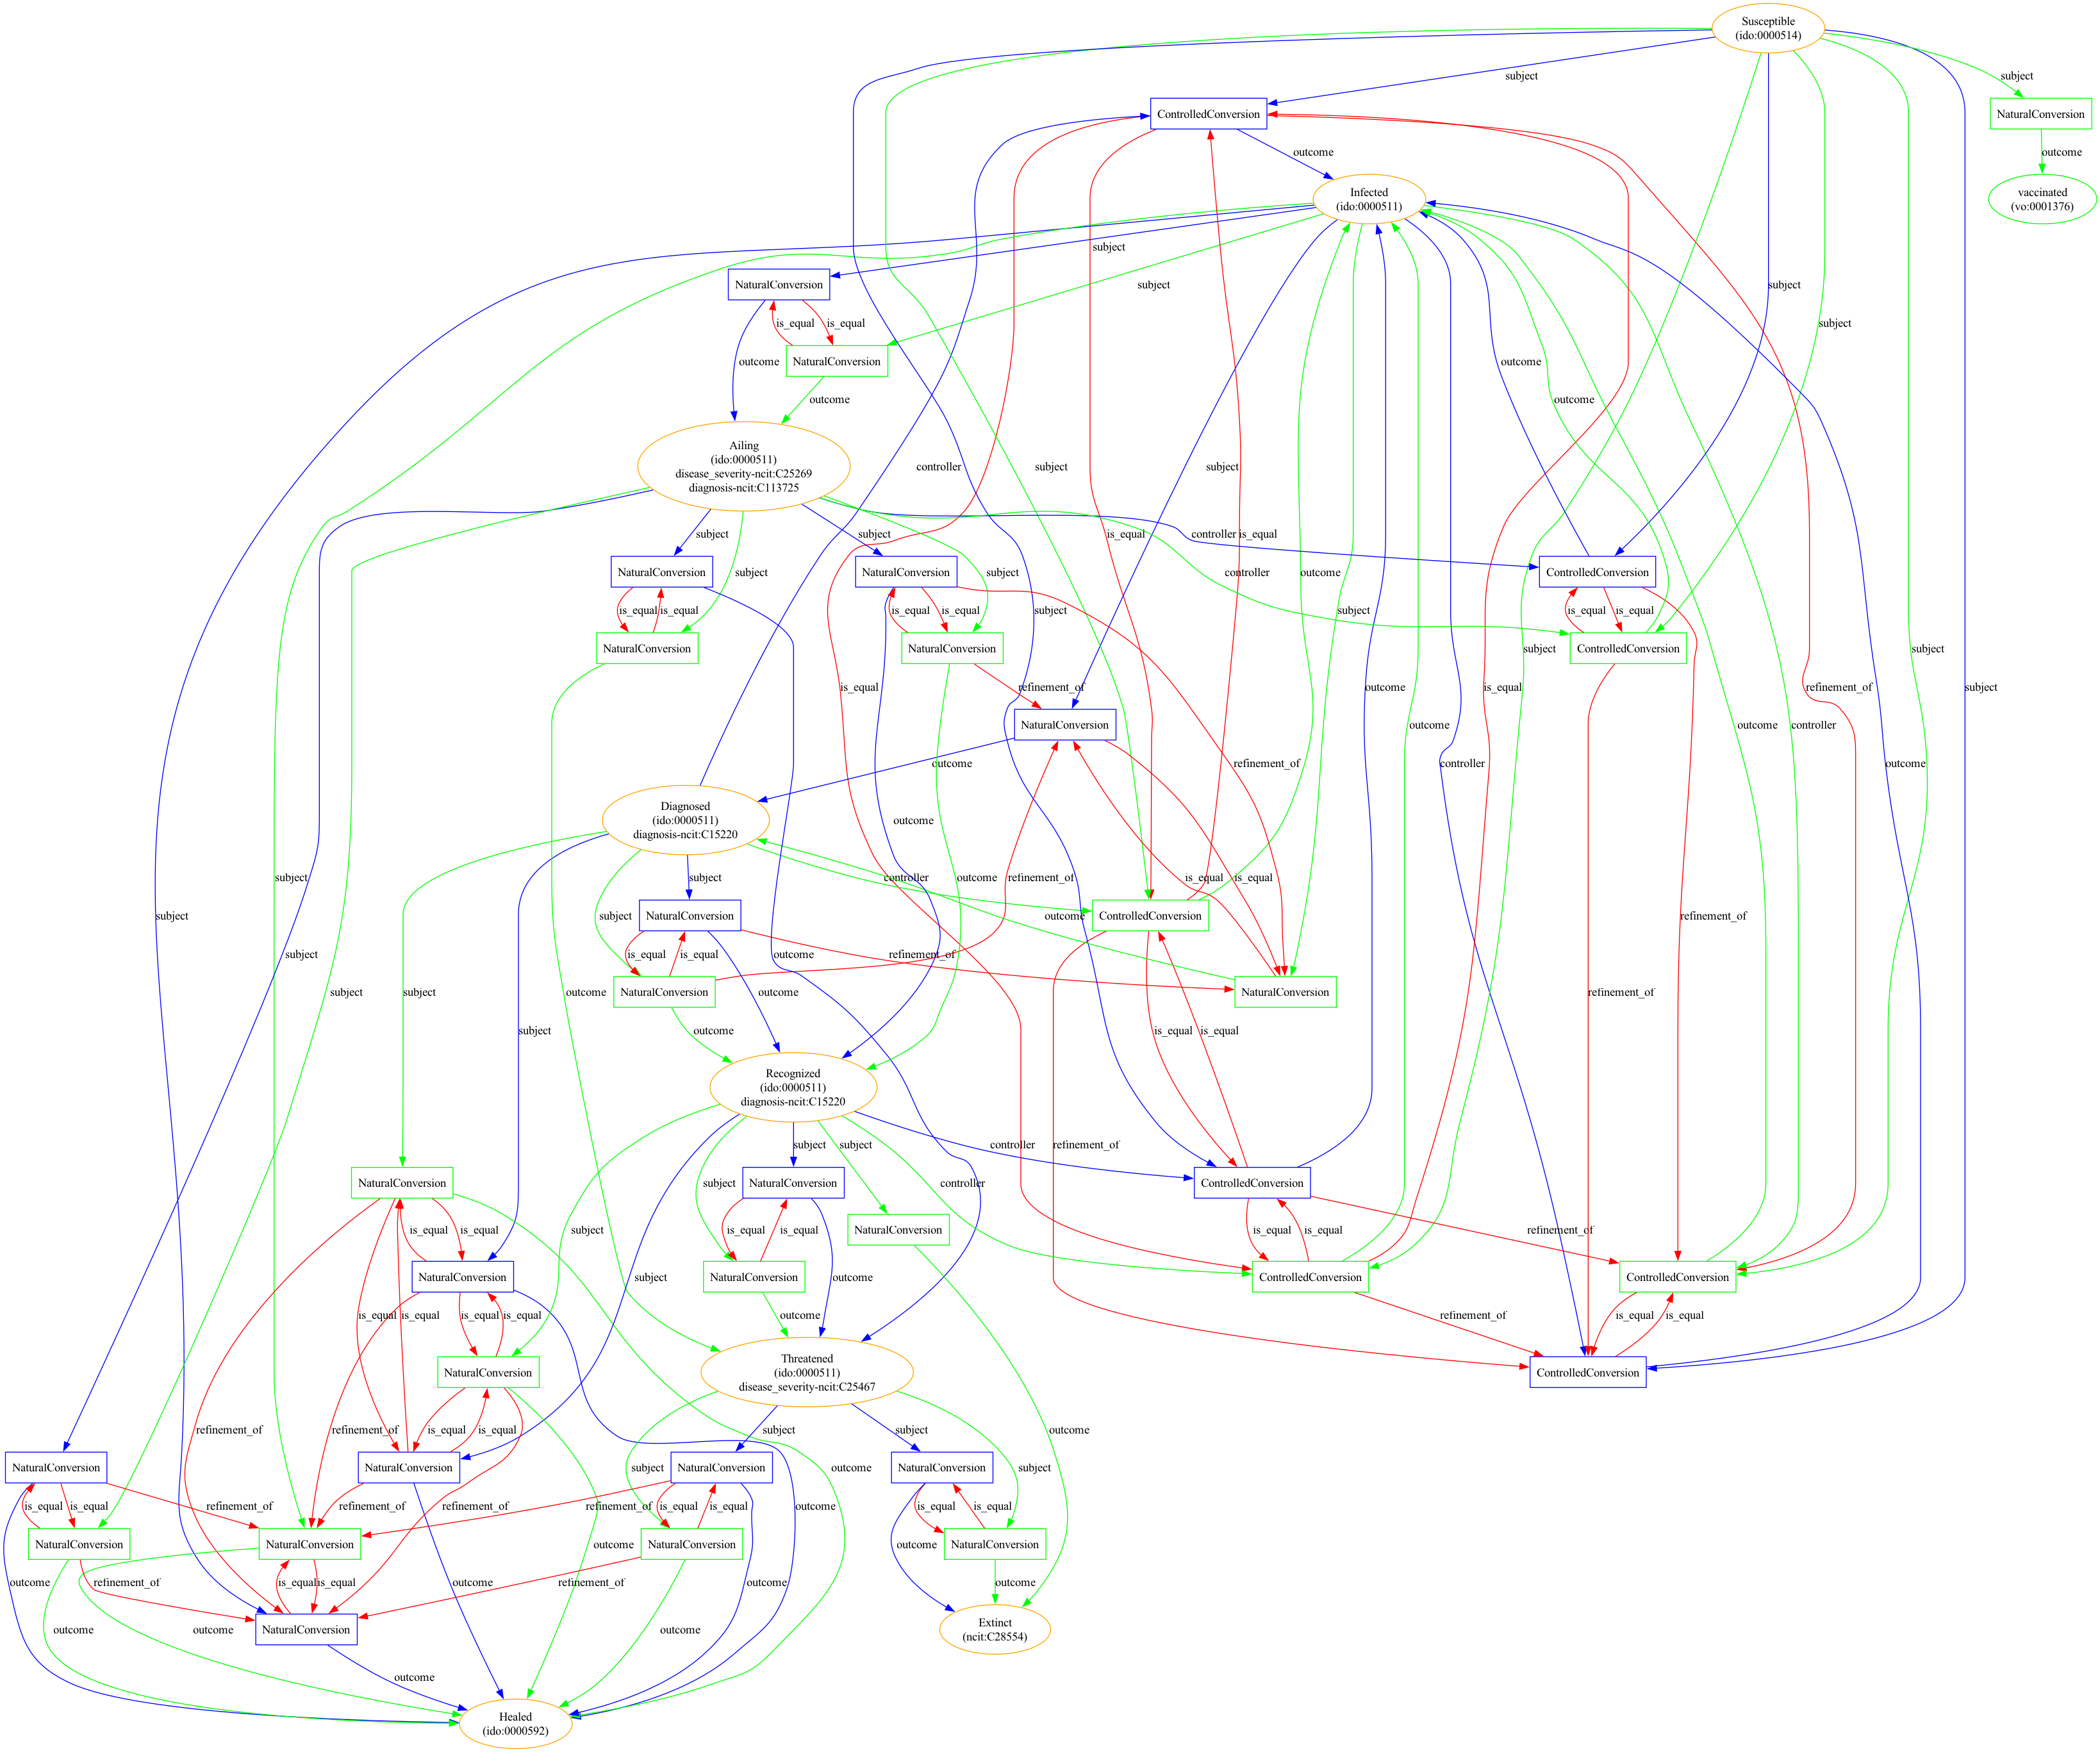 Susceptible
(ido:0000514)
subject
subject
ControlledConversion
NaturalConversion
outcome
outcome
Infected
(ido:0000511)
vaccinated
(vo:0001376)
subject
NaturalConversion
subject
subject
is_equal
is_equal
subject
outcome
NaturalConversion
outcome
outcome
outcome
Ailing
(ido:0000511)
disease_severity-ncit:C25269
diagnosis-ncit:C113725
controller
subject
subject
subject
subject
is_equal
controller
is_equal
NaturalConversion
subject
NaturalConversion
subject
controller
outcome
ControlledConversion
is_equal
is_equal
is_equal
is_equal
subject
subject
is_equal
is_equal
NaturalConversion
NaturalConversion
ControlledConversion
subject
subject
is_equal
refinement_of
outcome
is_equal
refinement_of
NaturalConversion
outcome
outcome
controller
outcome
refinement_of
controller
outcome
Diagnosed
(ido:0000511)
diagnosis-ncit:C15220
outcome
subject
controller
outcome
refinement_of
is_equal
is_equal
subject
subject
NaturalConversion
outcome
ControlledConversion
refinement_of
is_equal
is_equal
outcome
refinement_of
subject
subject
subject
NaturalConversion
outcome
outcome
NaturalConversion
refinement_of
outcome
subject
is_equal
is_equal
Recognized
(ido:0000511)
diagnosis-ncit:C15220
subject
subject
controller
refinement_of
NaturalConversion
subject
NaturalConversion
controller
ControlledConversion
is_equal
is_equal
subject
is_equal
is_equal
NaturalConversion
is_equal
is_equal
refinement_of
NaturalConversion
NaturalConversion
subject
outcome
ControlledConversion
ControlledConversion
is_equal
is_equal
is_equal
is_equal
outcome
refinement_of
is_equal
is_equal
NaturalConversion
Threatened
(ido:0000511)
disease_severity-ncit:C25467
ControlledConversion
refinement_of
refinement_of
is_equal
is_equal
subject
subject
outcome
NaturalConversion
NaturalConversion
subject
NaturalConversion
outcome
NaturalConversion
subject
is_equal
is_equal
refinement_of
refinement_of
refinement_of
refinement_of
is_equal
is_equal
outcome
is_equal
is_equal
NaturalConversion
NaturalConversion
outcome
NaturalConversion
outcome
NaturalConversion
outcome
refinement_of
is_equal
is_equal
outcome
refinement_of
outcome
outcome
NaturalConversion
Extinct
(ncit:C28554)
outcome
outcome
outcome
outcome
Healed
(ido:0000592)